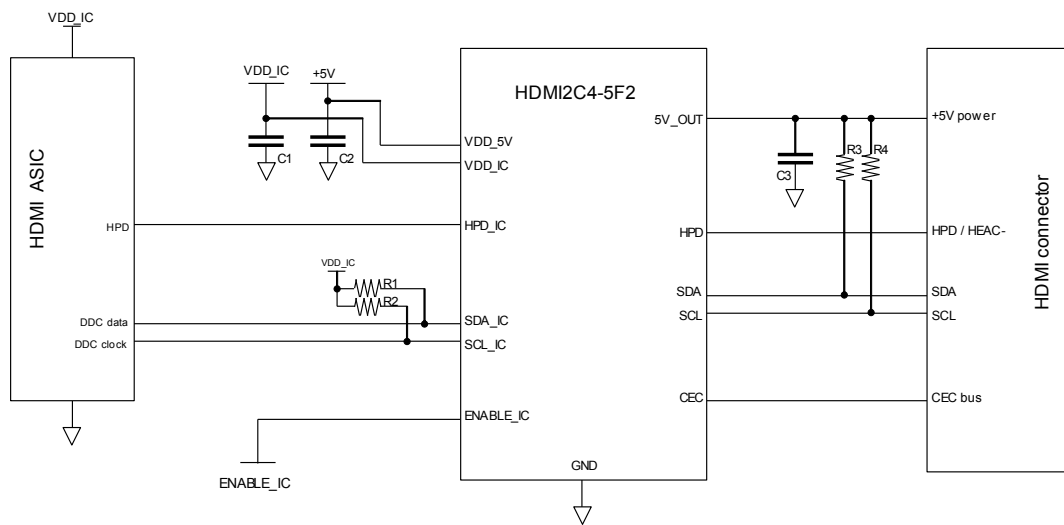 VDD_IC
HDMI ASIC
HPD
DDC data
DDC clock
VDD_IC
+5V
C1
C2
VDD_IC
R1
R2
ENABLE_IC
HDMI2C4-5F2
VDD_5V
VDD_IC
HPD_IC
SDA_IC
SCL_IC
ENABLE_IC
GND
5V_OUT
HPD
SDA
SCL
CEC
C3
R3
R4
+5V power
HPD / HEAC-
SDA
SCL
CEC bus
HDMI connector